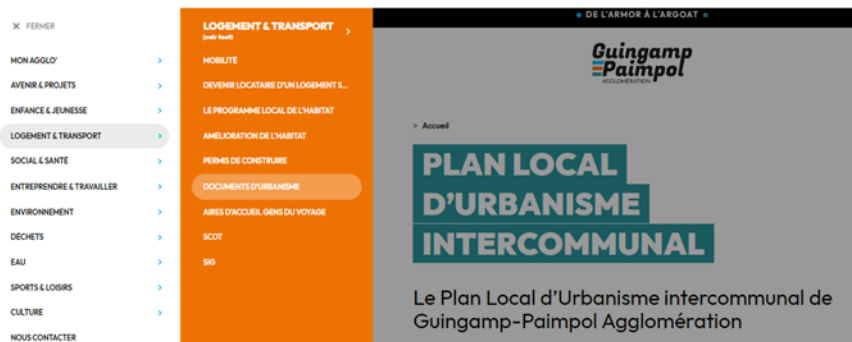 FERMER
MON AGGLO'
AVENIR & PROJETS
ENFANCE & JEUNESSE
LOGEMENT & TRANSPORT
SOCIAL & SANTÉ
ENTREPRENDRE & TRAVAILLER
ENVIRONNEMENT
DÉCHETS
EAU
SPORTS & LOISIRS
CULTURE
NOUS CONTACTER
LOGEMENT & TRANSPORT
(voir tout)
MOBILITÉ
DEVENIR LOCATAIRE D'UN LOGEMENT S...
LE PROGRAMME LOCAL DE L'HABITAT
AMÉLIORATION DE L'HABITAT
PERMIS DE CONSTRUIRE
DOCUMENTS D'URBANISME
AIRES D'ACCUEIL GENS DU VOYAGE
SCOT
SIG
DE L'ARMOR À L'ARGOAT
Guingamp
Paimpol
AGGLOMÉRATION
> Accueil
PLAN LOCAL
D'URBANISME
INTERCOMMUNAL
Le Plan Local d'Urbanisme intercommunal de
Guingamp-Paimpol Agglomération